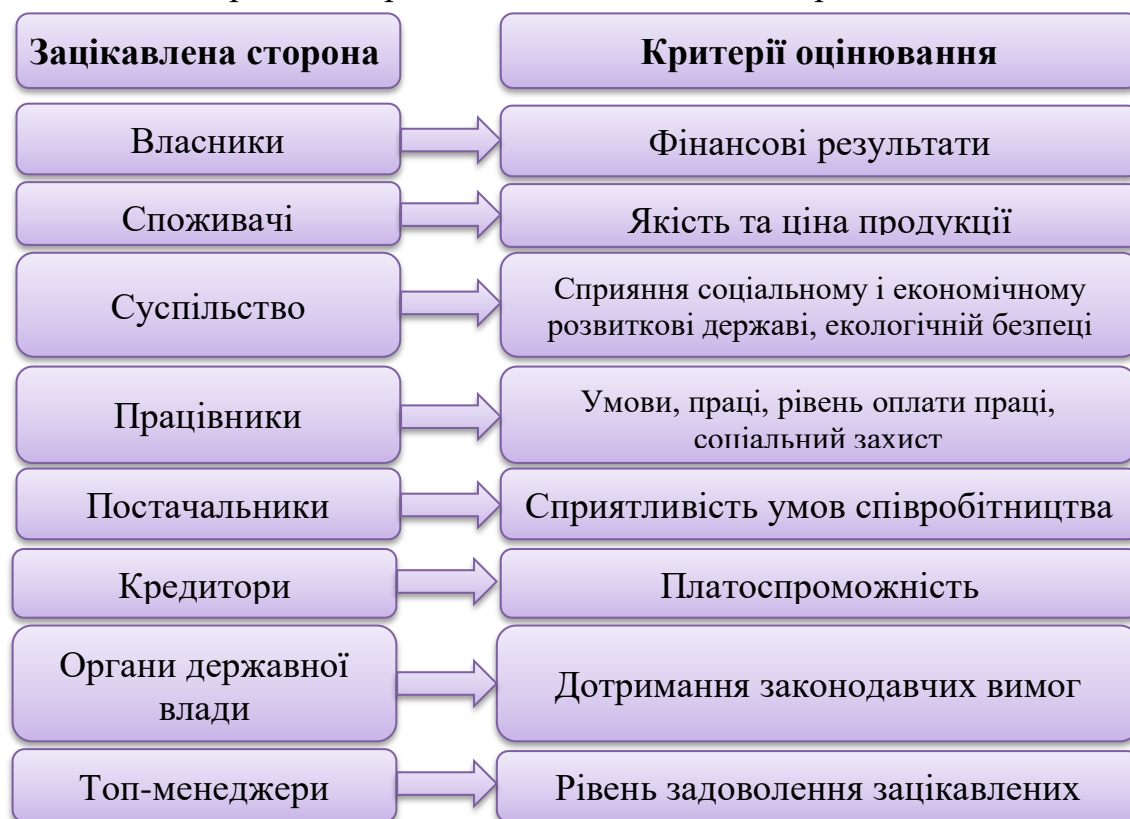 Зацікавлена сторона
Критерії оцінювання
Власники
Фінансові результати
Споживачі
Якість та ціна продукції
Суспільство
Сприяння соціальному і економічному
розвиткові державі, екологічній безпеці
Працівники
Умови, праці, рівень оплати праці,
соціальний захист
Постачальники
Сприятливість умов співробітництва
Кредитори
Платоспроможність
Органи державної
влади
Дотримання законодавчих вимог
Топ-менеджери
Рівень задоволення зацікавлених